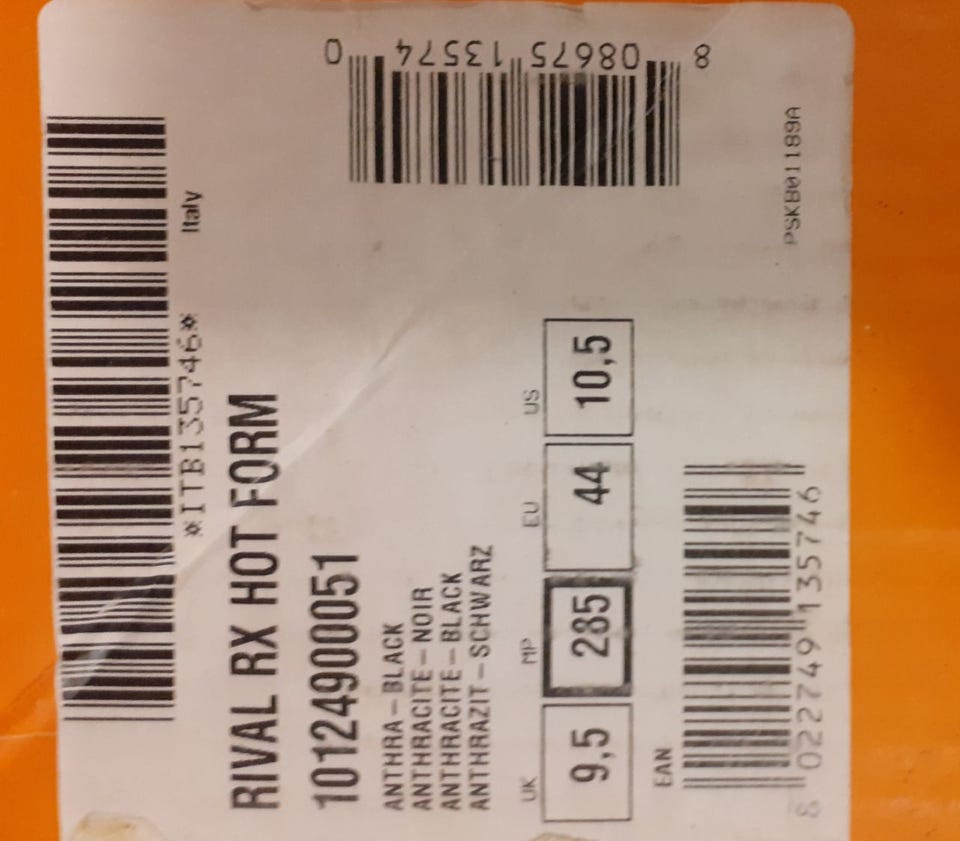 *ITB135746*
Italy
RIVAL RX HOT FORM
10124900051
ANTHRA-BLACK
ANTHRACITE-NOIR
ANTHRACITE-BLACK
ANTHRAZIT-SCHWARZ
UK MP EU US
9,5 285 44 10,5
EAN
8 022749 135746
8 08675 13574 0
PSKB01189A